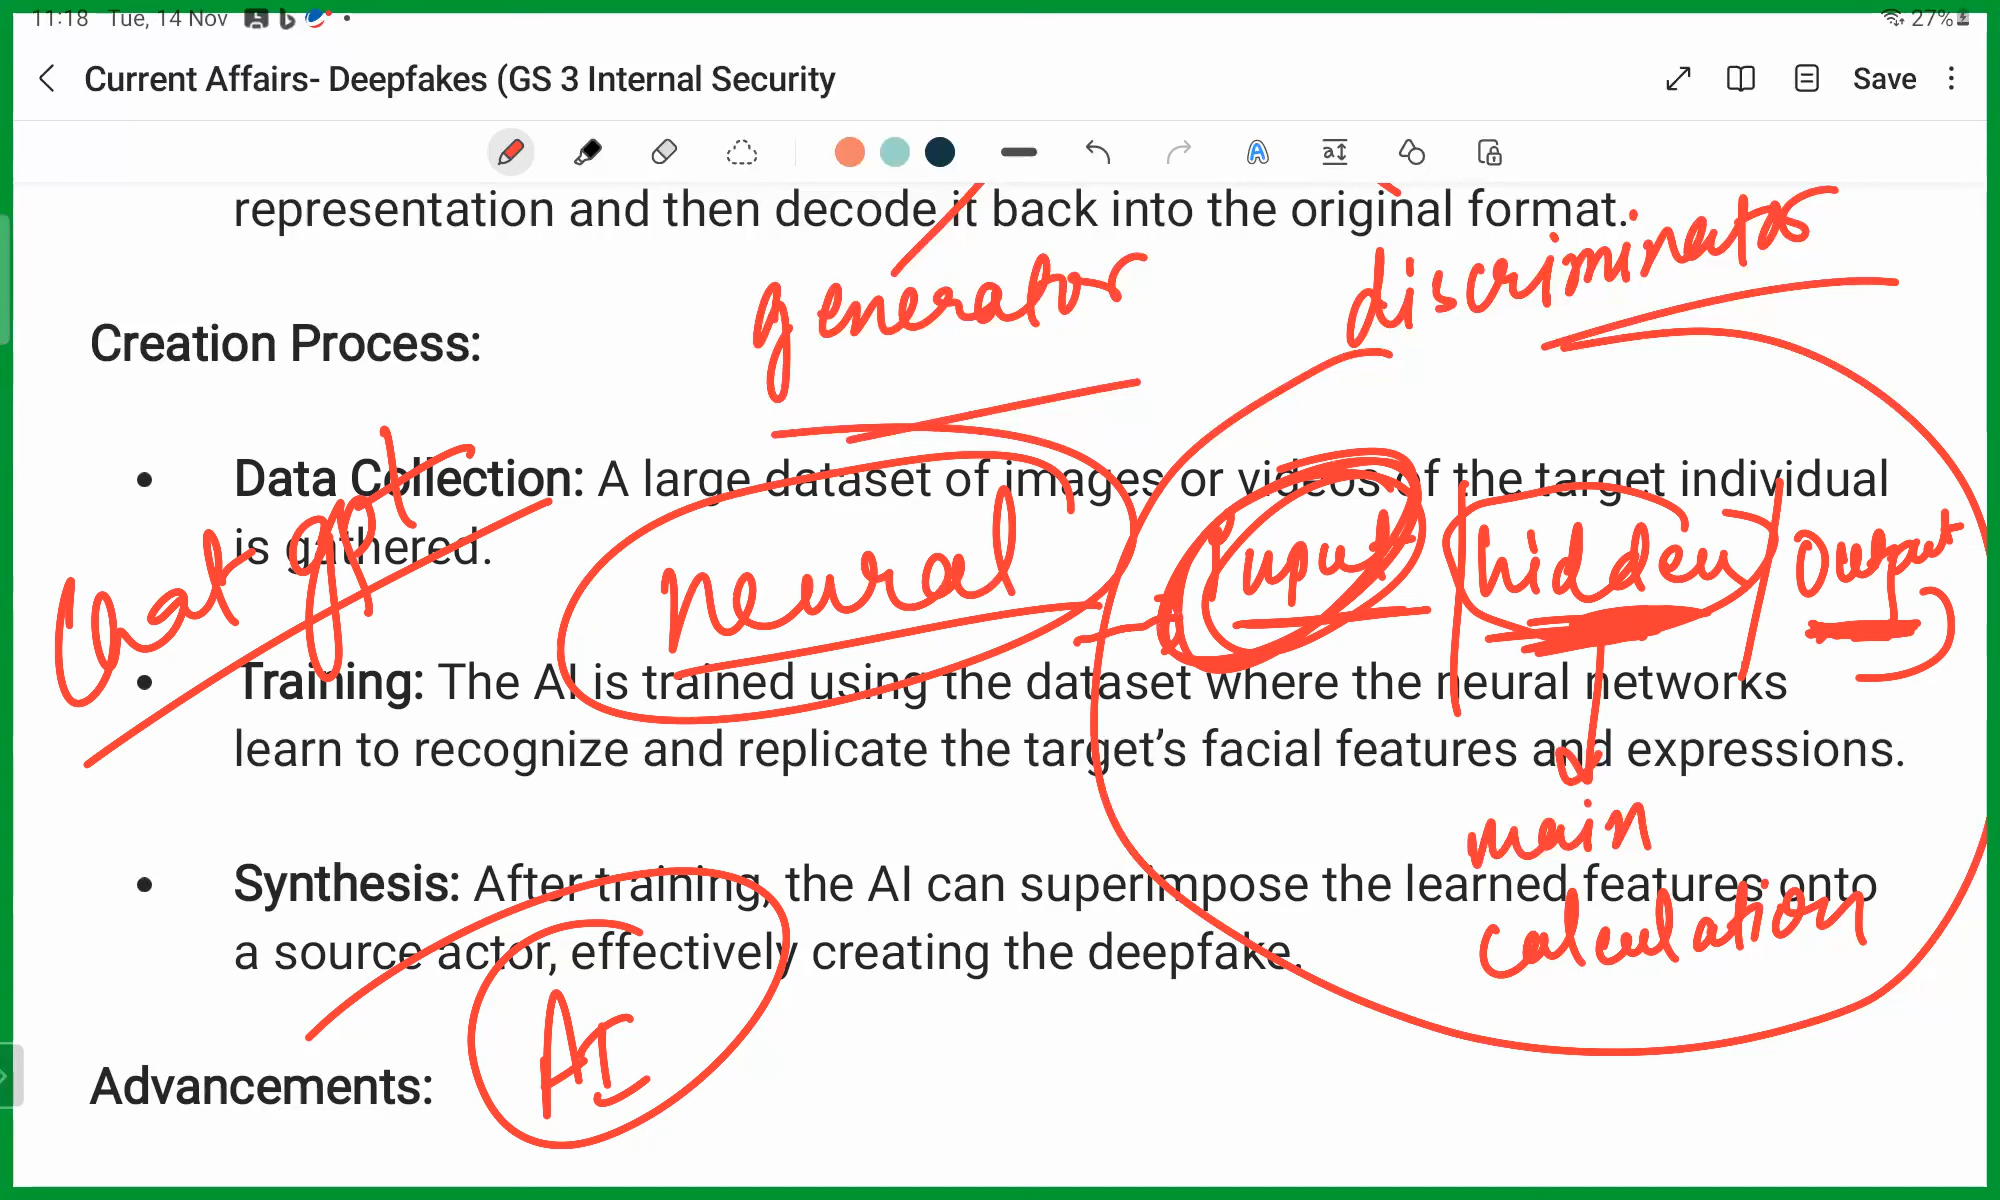 11:18 Tue, 14 Nov 27%
Current Affairs- Deepfakes (GS 3 Internal Security
Save
representation and then decode it back into the original format.
generator discriminator
Creation Process:
• Data Collection: A large dataset of images or videos of the target individual
is gathered.
Chat gpt neural input hidden output
• Training: The AI is trained using the dataset where the neural networks
learn to recognize and replicate the target’s facial features and expressions.
main
• Synthesis: After training, the AI can superimpose the learned features onto
calculation
a source actor, effectively creating the deepfake.
AI
Advancements: